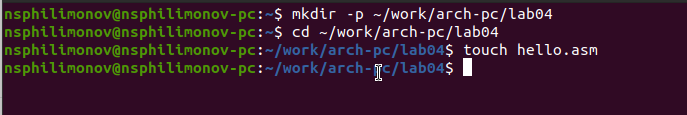 nsphilimonov@nsphilimonov-pc:~$ mkdir -p ~/work/arch-pc/lab04
nsphilimonov@nsphilimonov-pc:~$ cd ~/work/arch-pc/lab04
nsphilimonov@nsphilimonov-pc:~/work/arch-pc/lab04$ touch hello.asm
nsphilimonov@nsphilimonov-pc:~/work/arch-pc/lab04$